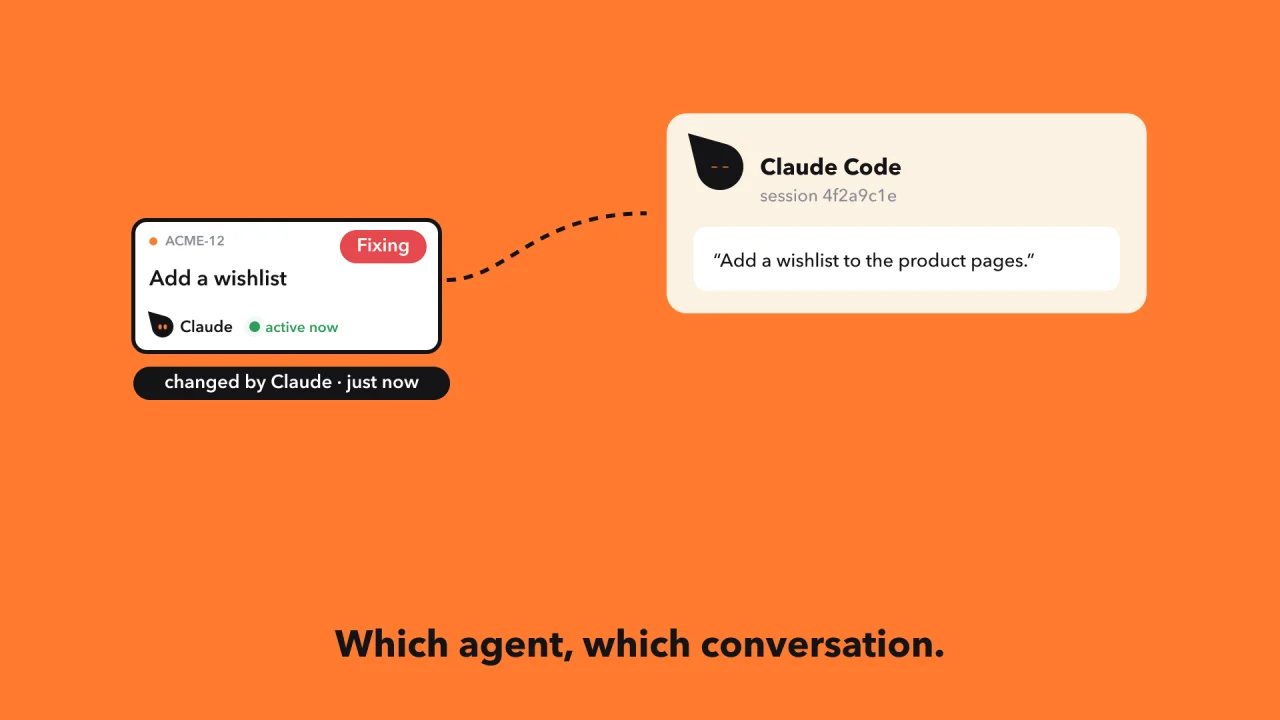 ACME-12
Fixing
Add a wishlist
Claude
active now
changed by Claude · just now
Claude Code
session 4f2a9c1e
“Add a wishlist to the product pages.”
Which agent, which conversation.